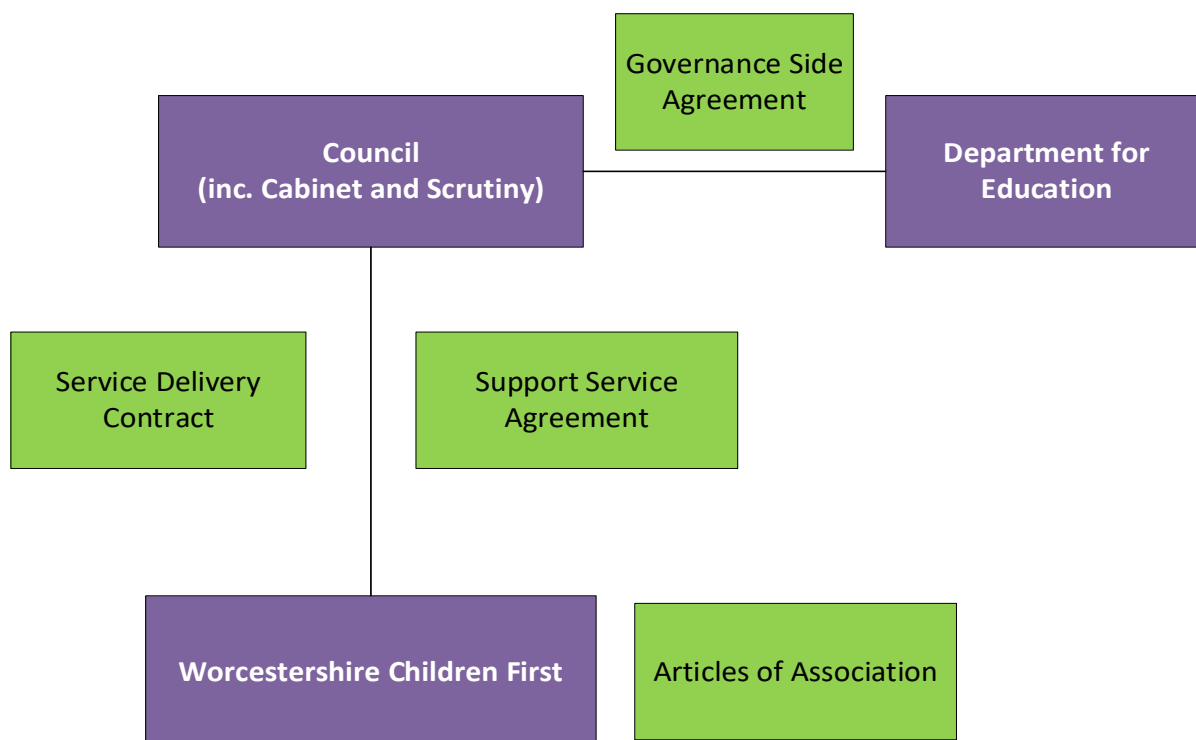 Governance Side
Agreement
Council
(inc. Cabinet and Scrutiny)
Department for
Education
Service Delivery
Contract
Support Service
Agreement
Worcestershire Children First
Articles of Association